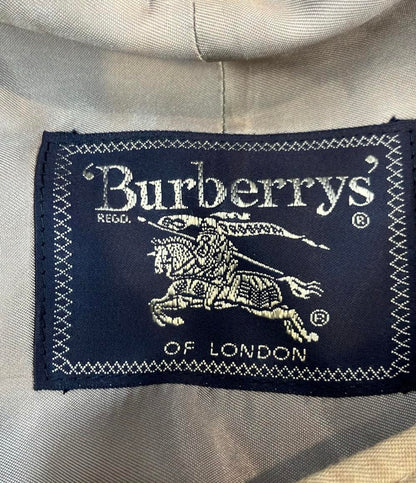 'Burberrys'
REGD. ®
®
OF LONDON